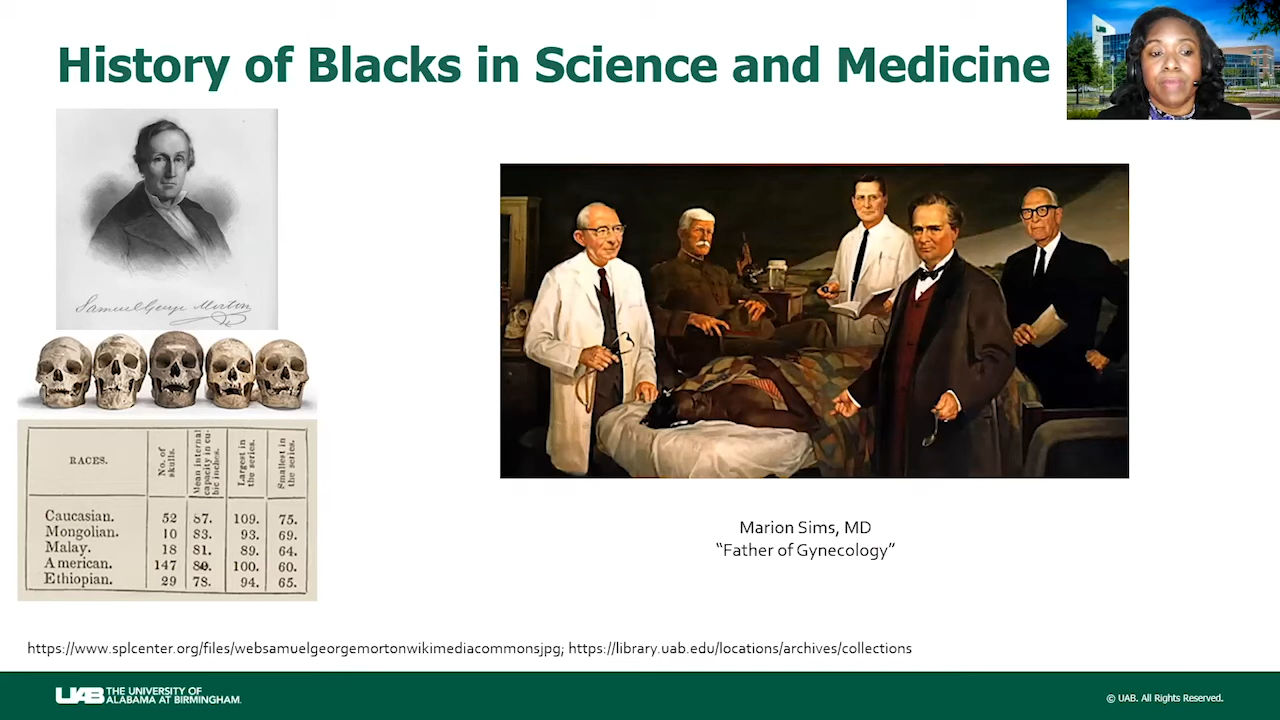 History of Blacks in Science and Medicine
UAB
Samuel George Morton
RACES.
No. of skulls.
Mean internal capacity in cu-
bic inches.
Largest in the series.
Smallest in the series.
Caucasian. 52 87. 109. 75.
Mongolian. 10 83. 93. 69.
Malay. 18 81. 89. 64.
American. 147 80. 100. 60.
Ethiopian. 29 78. 94. 65.
Marion Sims, MD
“Father of Gynecology”
https://www.splcenter.org/files/websamuelgeorgemortonwikimediacommonsjpg; https://library.uab.edu/locations/archives/collections
UAB THE UNIVERSITY OF
ALABAMA AT BIRMINGHAM.
© UAB. All Rights Reserved.